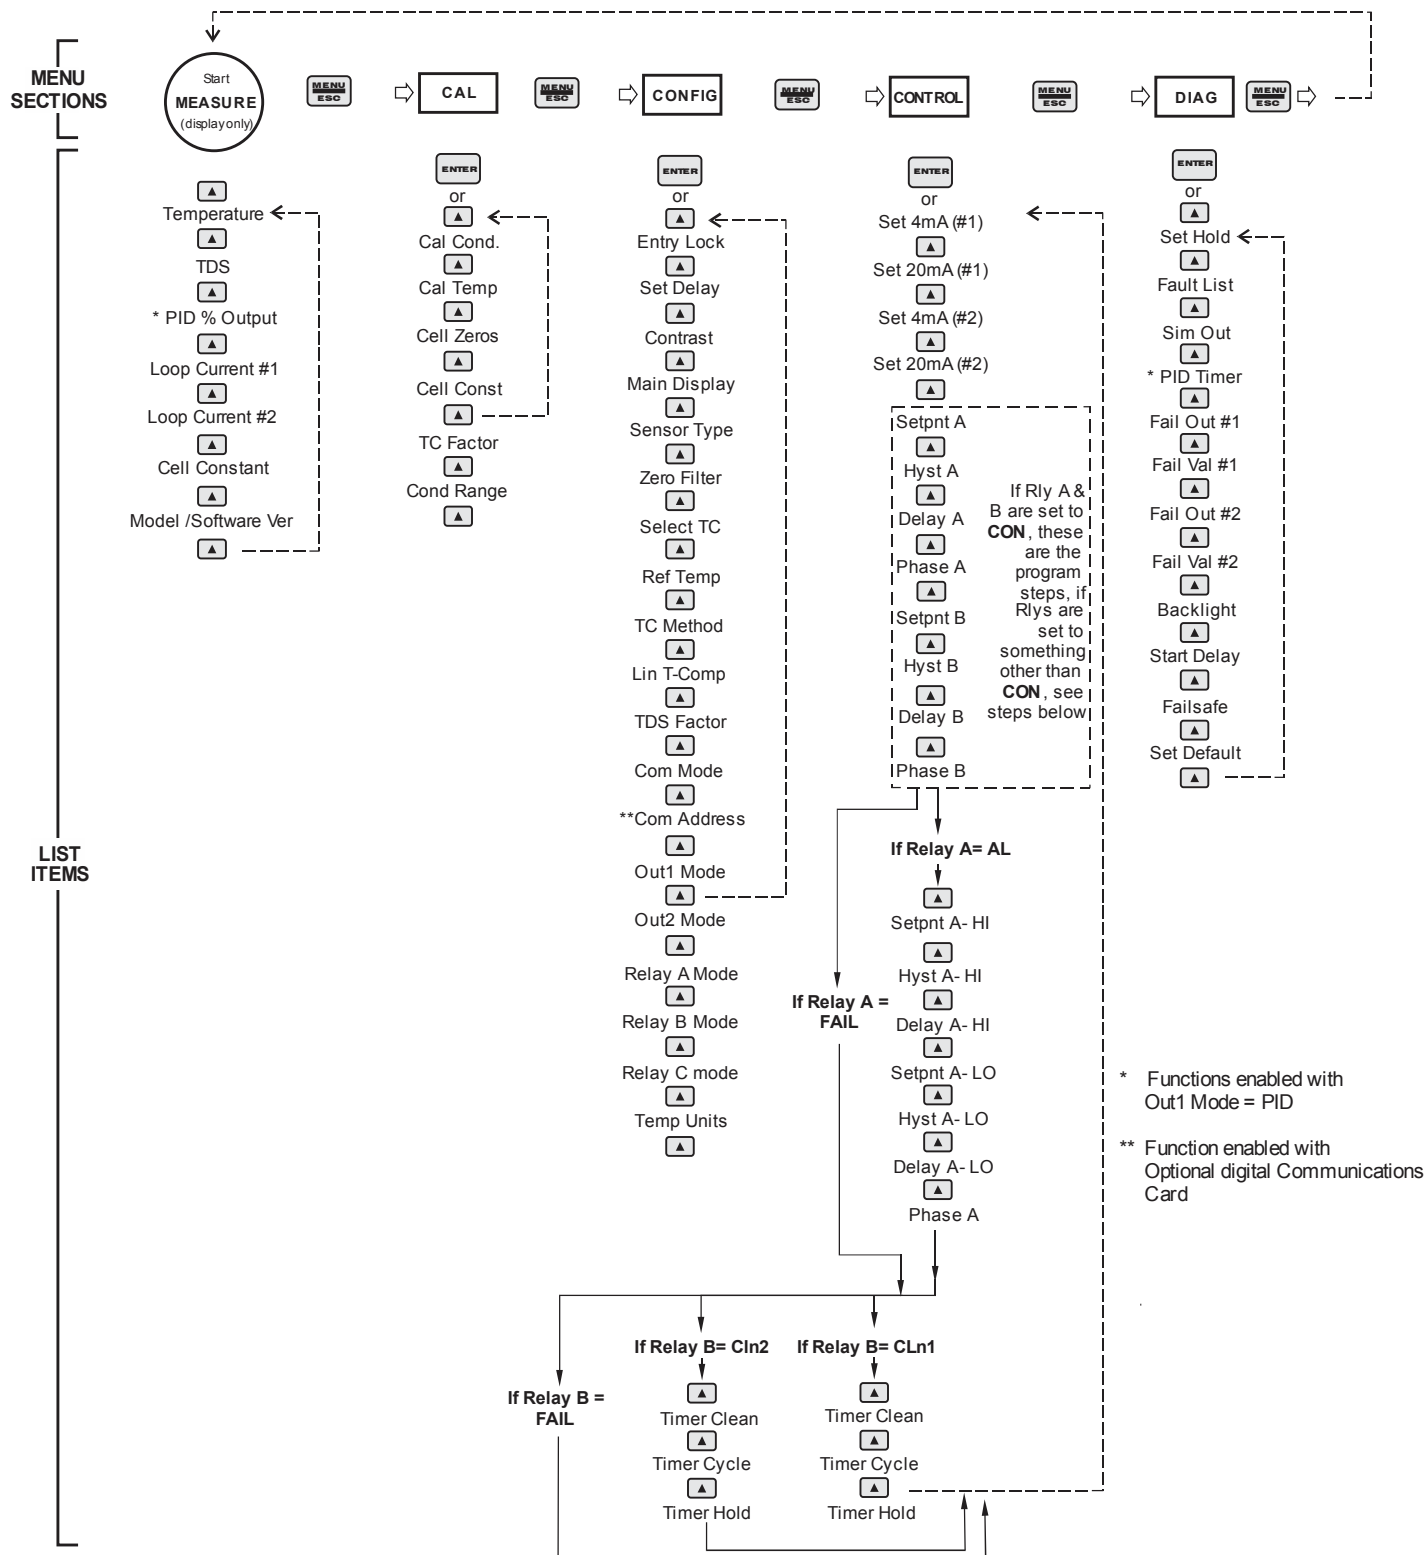 MENU
SECTIONS
Start
MEASURE
(display only)
MENU
ESC
CAL
MENU
ESC
CONFIG
MENU
ESC
CONTROL
MENU
ESC
DIAG
MENU
ESC
LIST
ITEMS
Temperature
TDS
* PID % Output
Loop Current #1
Loop Current #2
Cell Constant
Model /Software Ver
ENTER
or
Cal Cond.
Cal Temp
Cell Zeros
Cell Const
TC Factor
Cond Range
ENTER
or
Entry Lock
Set Delay
Contrast
Main Display
Sensor Type
Zero Filter
Select TC
Ref Temp
TC Method
Lin T-Comp
TDS Factor
Com Mode
**Com Address
Out1 Mode
Out2 Mode
Relay A Mode
Relay B Mode
Relay C mode
Temp Units
ENTER
or
Set 4mA (#1)
Set 20mA (#1)
Set 4mA (#2)
Set 20mA (#2)
Setpnt A
Hyst A
Delay A
Phase A
Setpnt B
Hyst B
Delay B
Phase B
If Rly A &
B are set to
CON, these
are the
program
steps, if
Rlys are
set to
something
other than
CON, see
steps below
If Relay A= AL
Setpnt A- HI
Hyst A- HI
Delay A- HI
Setpnt A- LO
Hyst A- LO
Delay A- LO
Phase A
If Relay A =
FAIL
If Relay B =
FAIL
If Relay B= Cln2
Timer Clean
Timer Cycle
Timer Hold
If Relay B= CLn1
Timer Clean
Timer Cycle
Timer Hold
ENTER
or
Set Hold
Fault List
Sim Out
* PID Timer
Fail Out #1
Fail Val #1
Fail Out #2
Fail Val #2
Backlight
Start Delay
Failsafe
Set Default
* Functions enabled with
Out1 Mode = PID
** Function enabled with
Optional digital Communications
Card